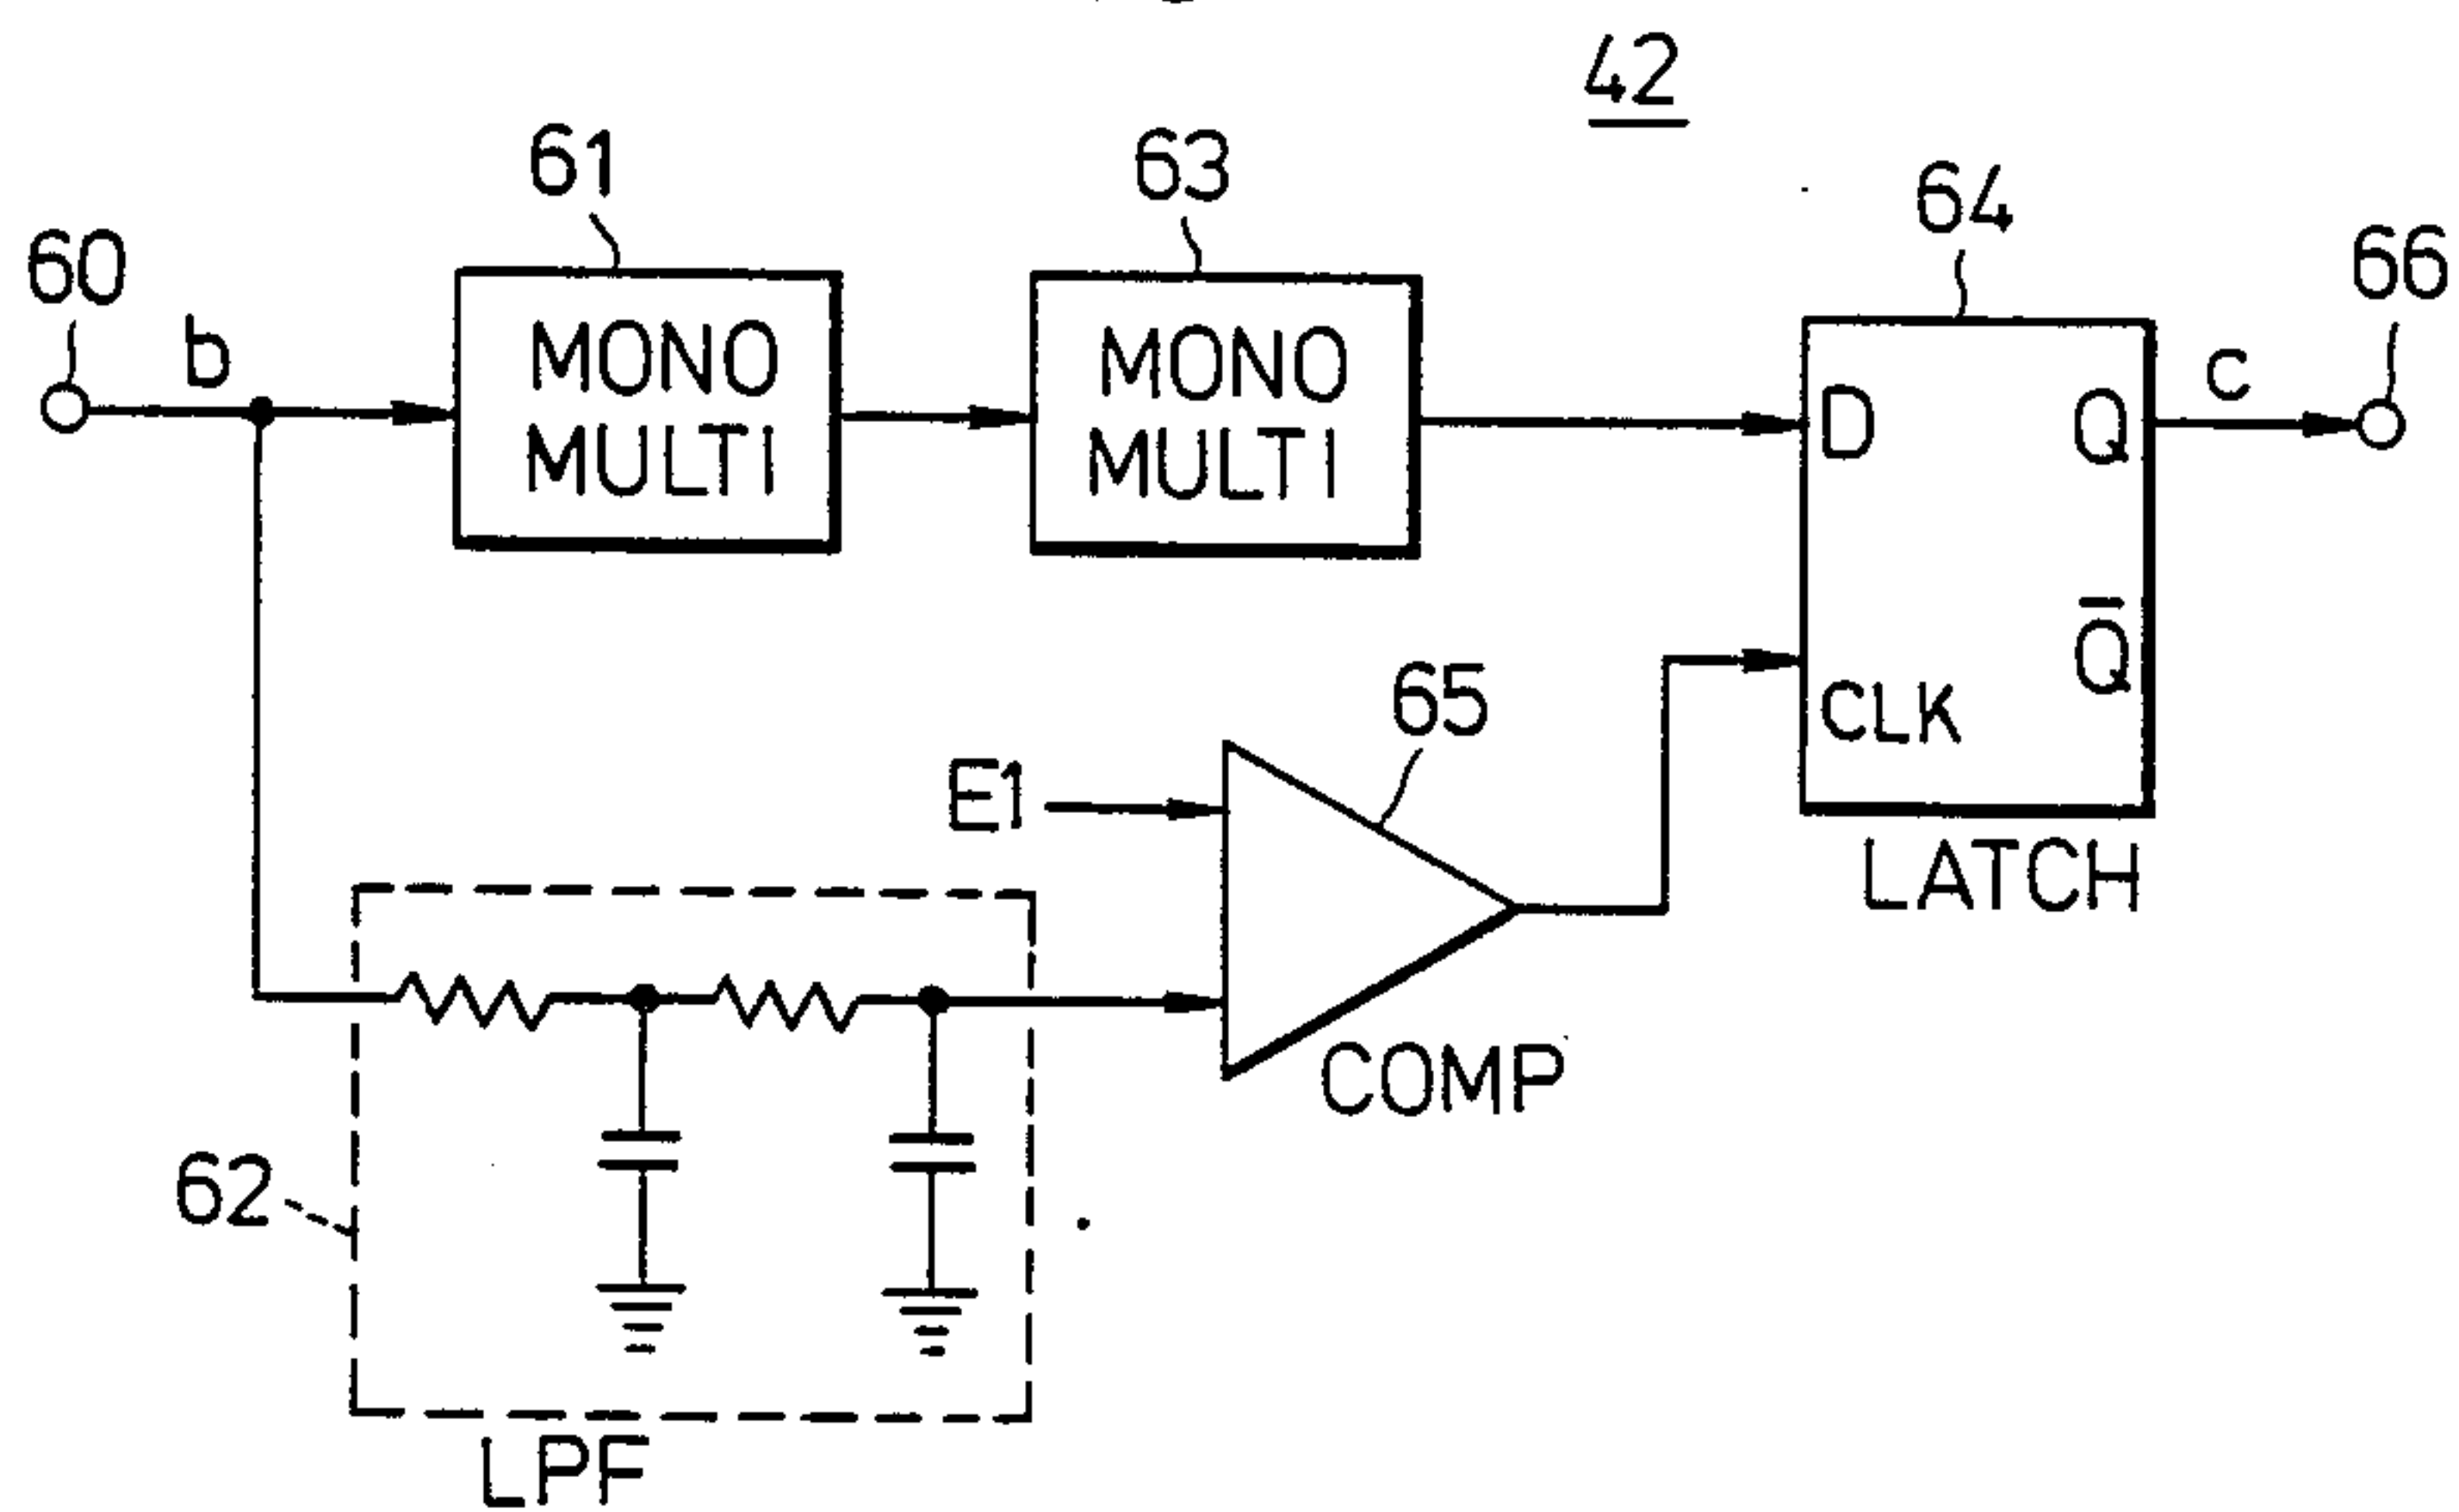 42
61
63
64
60
66
b
MONO
MULTI
MONO
MULTI
D
Q
c
Q̅
CLK
65
E1
LATCH
COMP
62
LPF